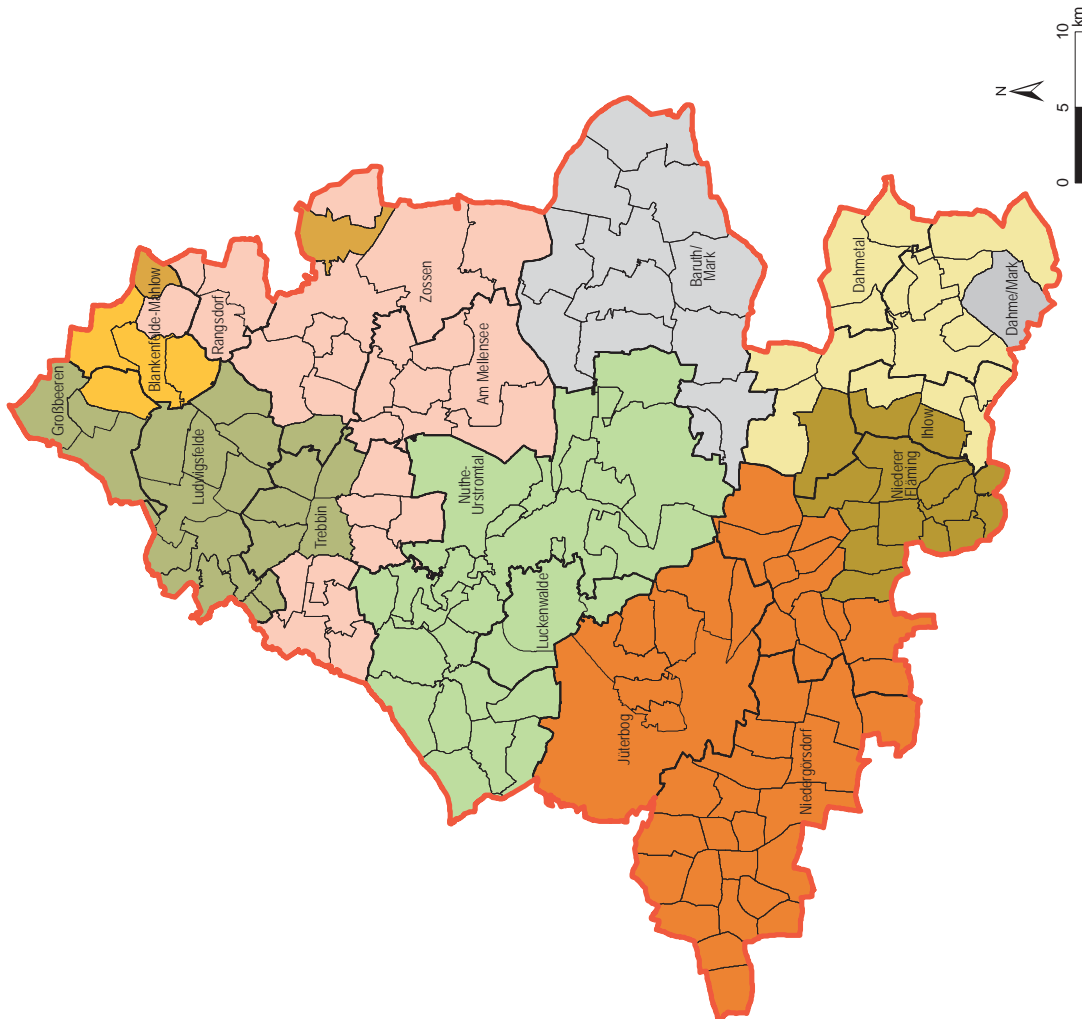 Großbeeren
Blankenfelde-Mahlow
Ludwigsfelde
Rangsdorf
Trebbin
Zossen
Am Mellensee
Nuthe-
Urstromtal
Baruth/
Mark
Luckenwalde
Dahmetal
Dahme/Mark
Ihlow
Niederer
Fläming
Jüterbog
Niedergörsdorf
N
0 5 10
km